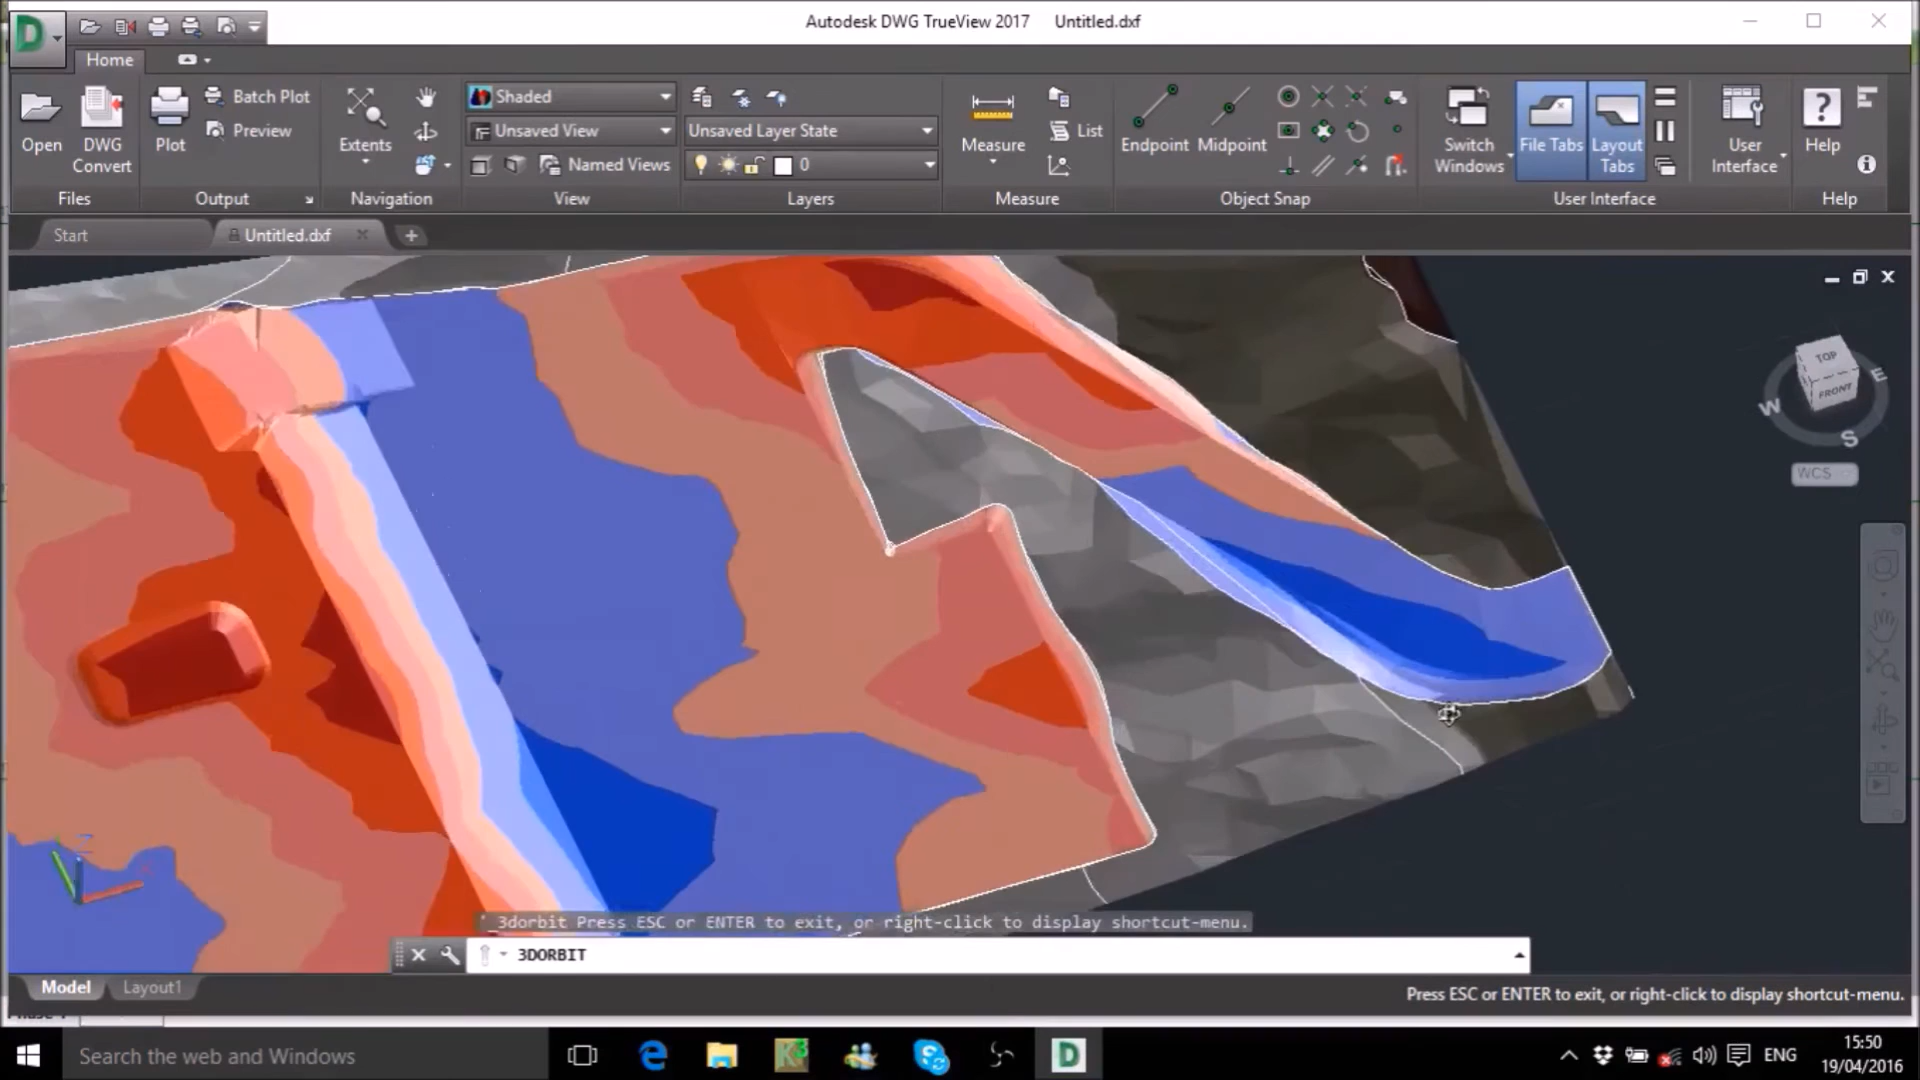 Autodesk DWG TrueView 2017 Untitled.dxf
Home
Open
DWG Convert
Files
Plot
Batch Plot
Preview
Output
Extents
Navigation
Shaded
Unsaved View
Named Views
View
Unsaved Layer State
0
Layers
Measure
List
Measure
Endpoint
Midpoint
Object Snap
Switch Windows
File Tabs
Layout Tabs
User Interface
User Interface
Help
Help
Start
Untitled.dxf
TOP
FRONT
W
E
S
WCS
3dorbit Press ESC or ENTER to exit, or right-click to display shortcut-menu.
3DORBIT
Model
Layout1
Press ESC or ENTER to exit, or right-click to display shortcut-menu.
Search the web and Windows
ENG
15:50
19/04/2016